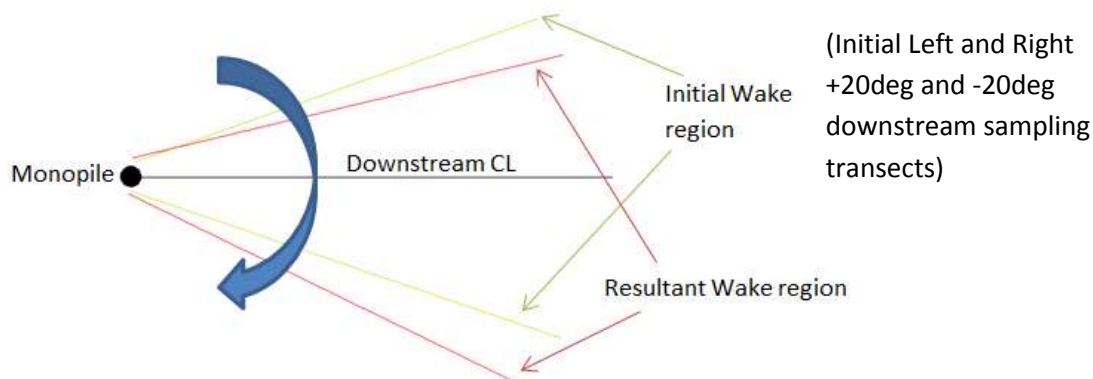 (Initial Left and Right
+20deg and -20deg
downstream sampling
transects)
Initial Wake
region
Downstream CL
Monopile
Resultant Wake region